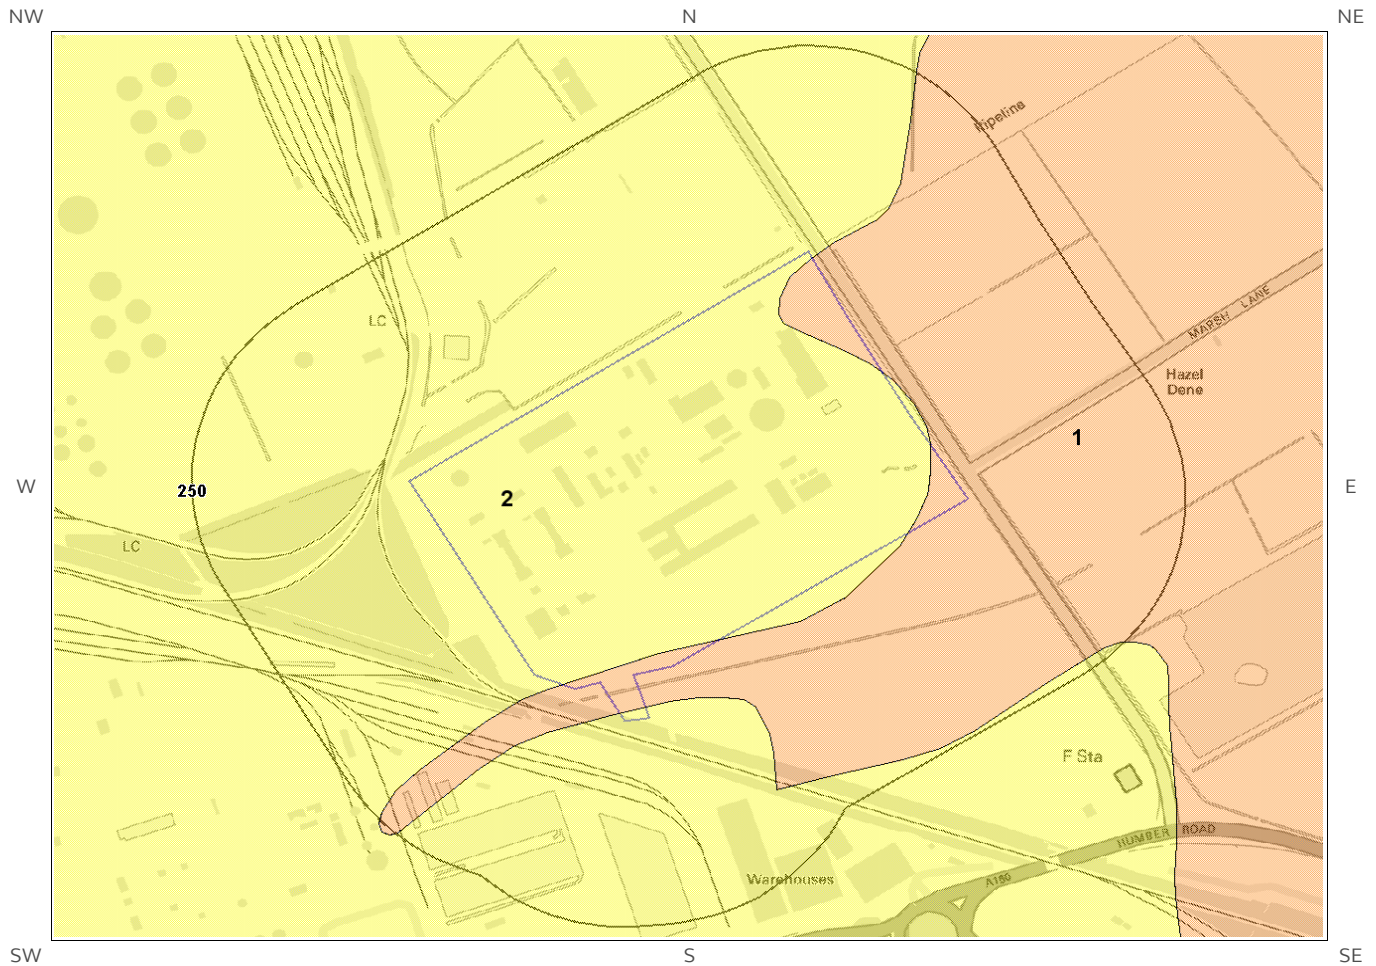 NW
N
NE
Pipeline
LC
MARSH LANE
Hazel
Dene
1
W
250
2
E
LC
F Sta
HUMBER ROAD
A180
Warehouses
SW
S
SE